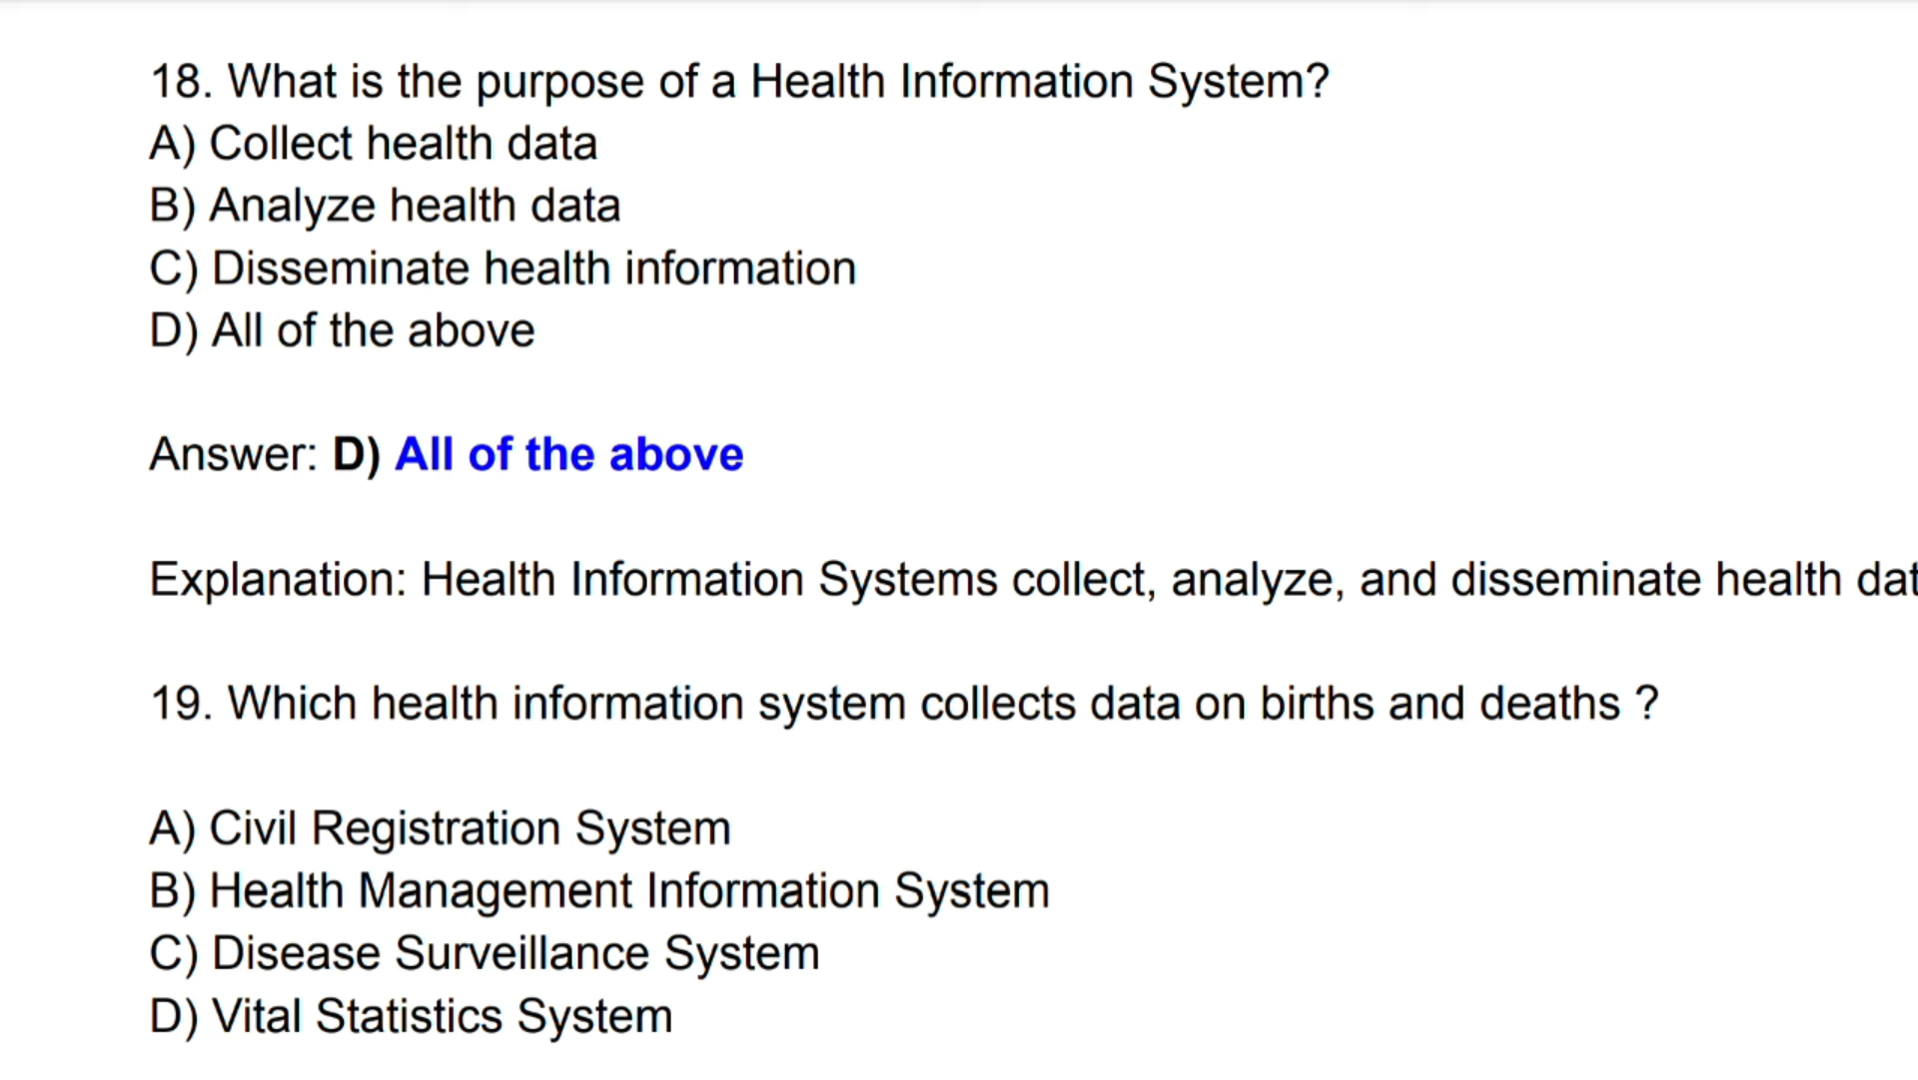 18. What is the purpose of a Health Information System?
A) Collect health data
B) Analyze health data
C) Disseminate health information
D) All of the above
Answer: D) All of the above
Explanation: Health Information Systems collect, analyze, and disseminate health dat
19. Which health information system collects data on births and deaths ?
A) Civil Registration System
B) Health Management Information System
C) Disease Surveillance System
D) Vital Statistics System